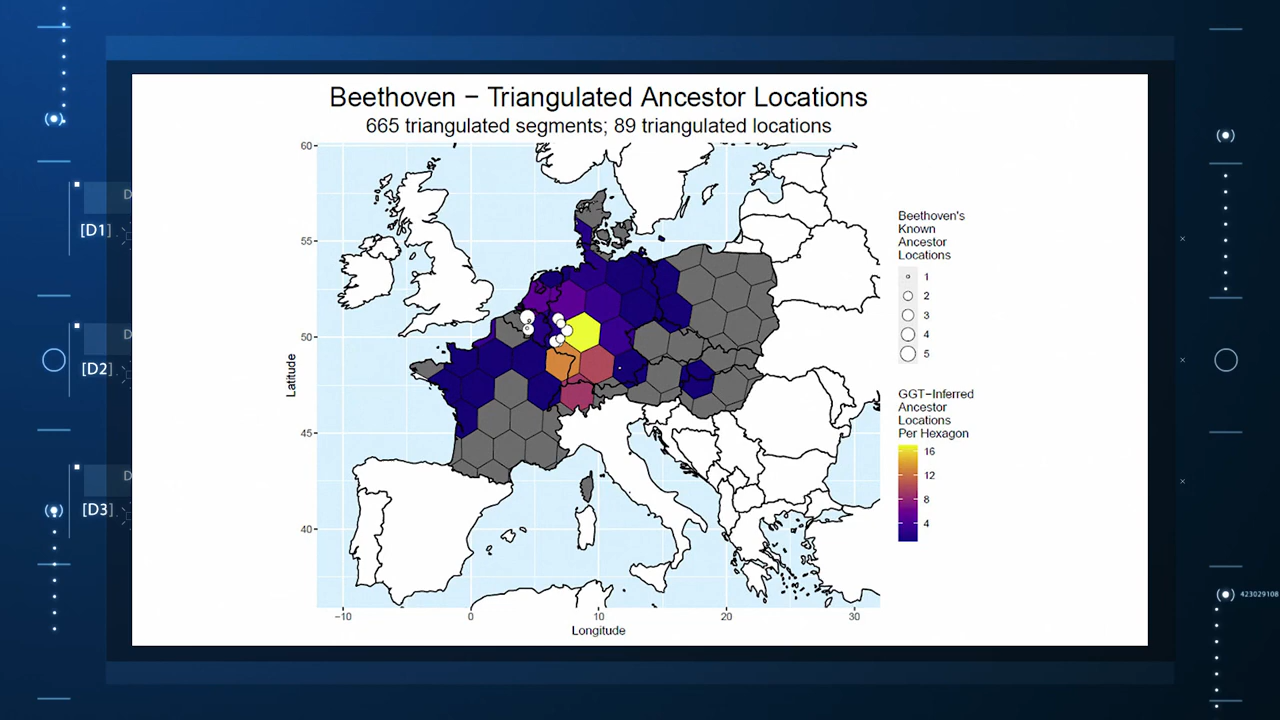 Beethoven − Triangulated Ancestor Locations
665 triangulated segments; 89 triangulated locations
60
55
50
45
40
Latitude
−10
0
10
20
30
Longitude
Beethoven's
Known
Ancestor
Locations
1
2
3
4
5
GGT−Inferred
Ancestor
Locations
Per Hexagon
16
12
8
4
D
[D1]
D
[D2]
D
[D3]
423029108